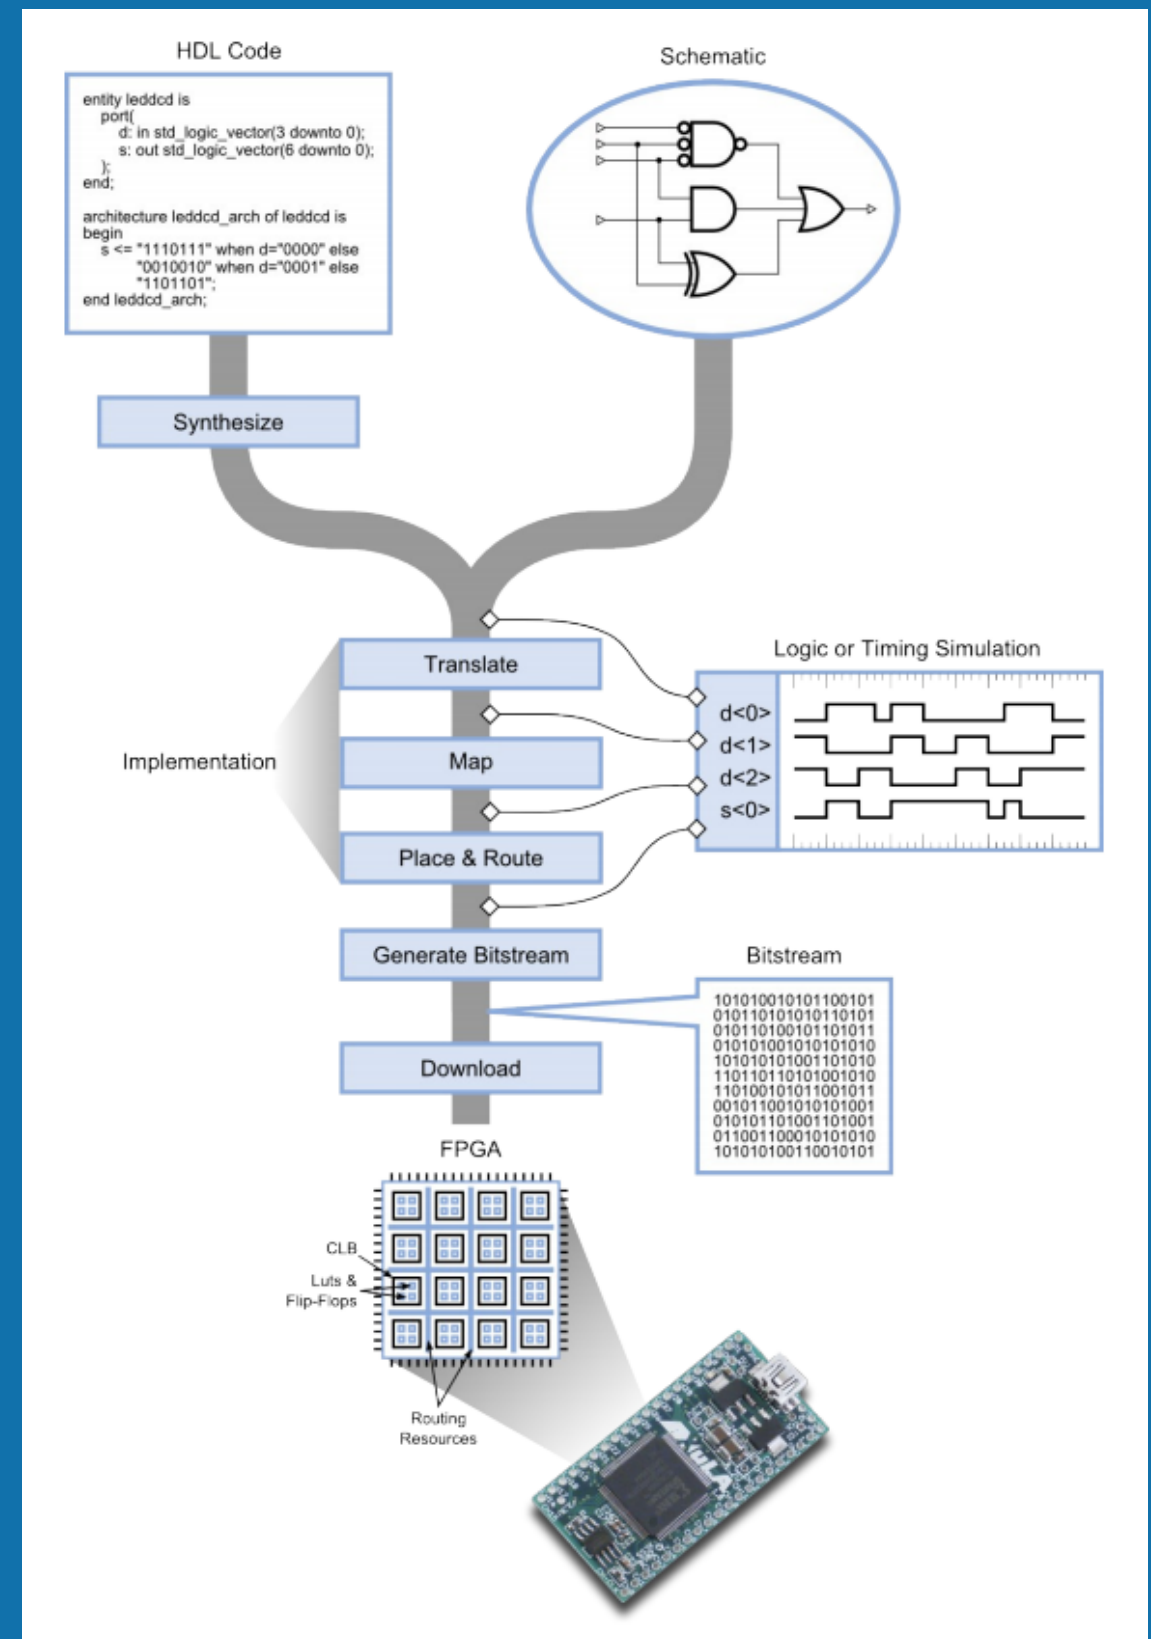 HDL Code
entity leddcd is
port(
d: in std_logic_vector(3 downto 0);
s: out std_logic_vector(6 downto 0);
);
end;
architecture leddcd_arch of leddcd is
begin
s <= "1110111" when d="0000" else
"0010010" when d="0001" else
"1101101";
end leddcd_arch;
Schematic
Synthesize
Implementation
Translate
Map
Place & Route
Logic or Timing Simulation
d<0>
d<1>
d<2>
s<0>
Generate Bitstream
Bitstream
101010010101100101
010110101010110101
010110100101101011
010101001010101010
101010101001101010
110110110101001010
110100101011001011
001011001010101001
010101101001101001
011001100010101010
101010100110010101
Download
FPGA
CLB
Luts &
Flip-Flops
Routing
Resources